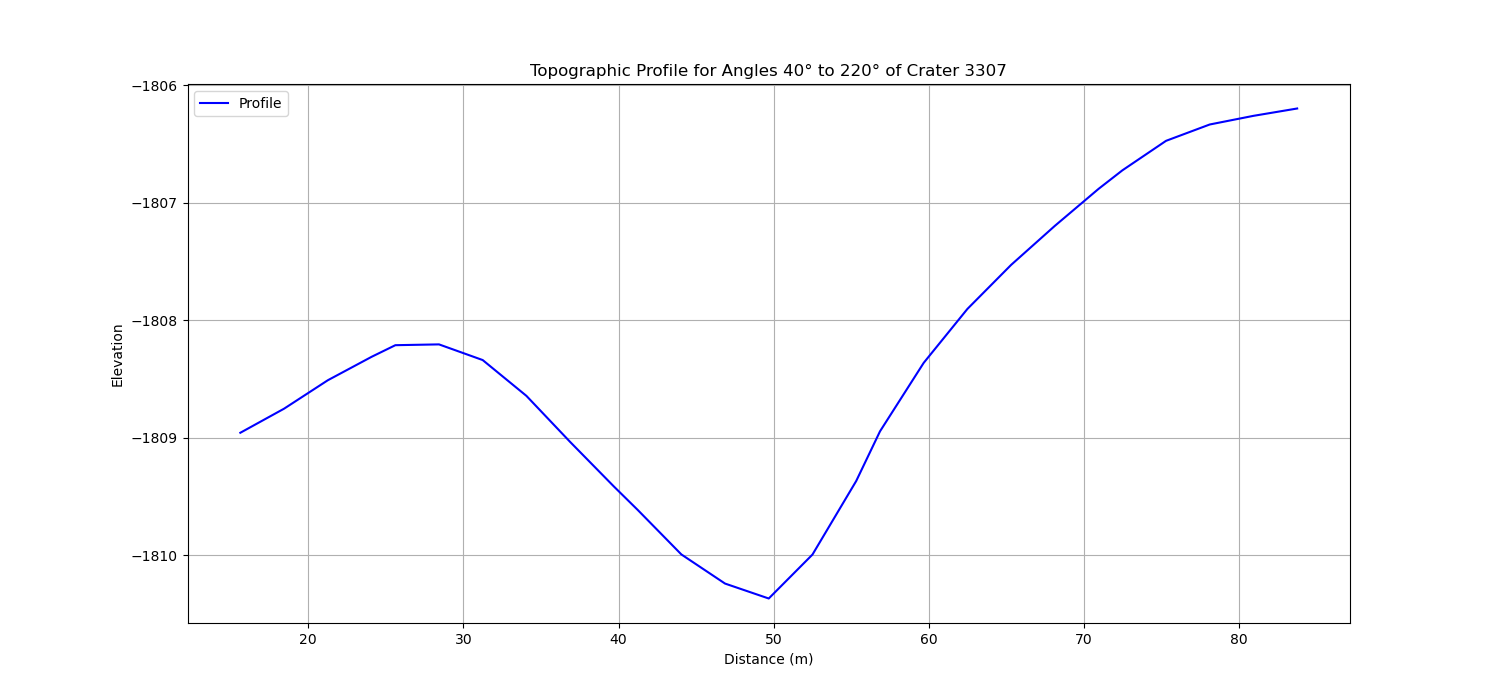 Topographic Profile for Angles 40° to 220° of Crater 3307
Profile
Elevation
−1806
−1807
−1808
−1809
−1810
20 30 40 50 60 70 80
Distance (m)